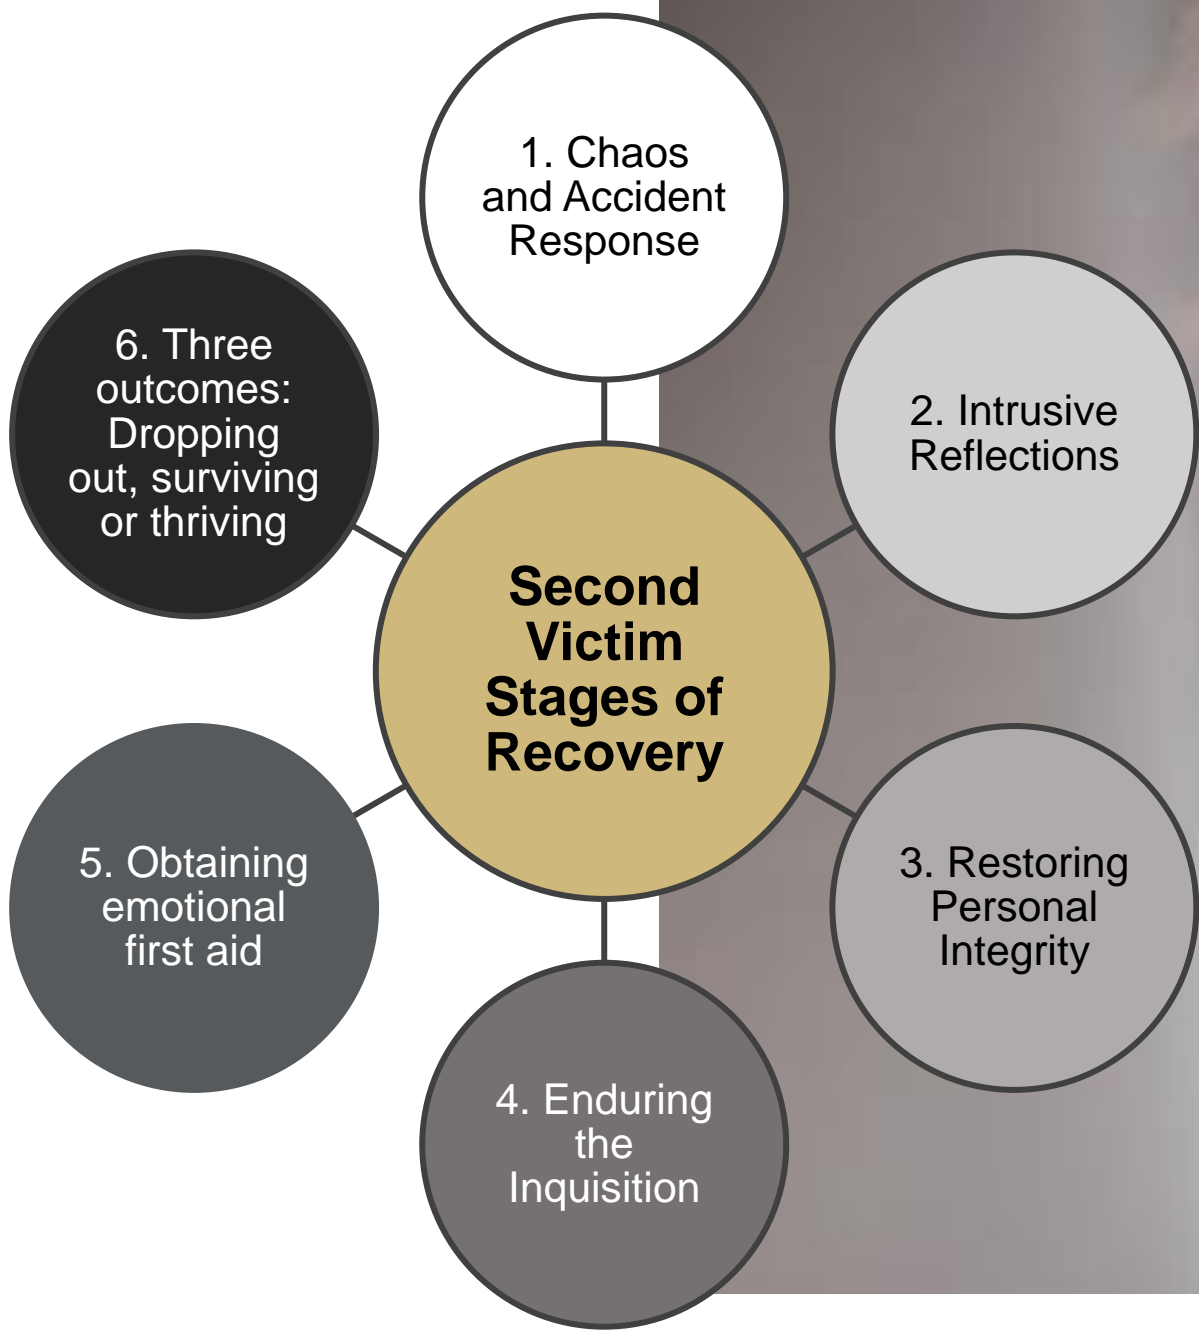 1. Chaos
and Accident
Response
2. Intrusive
Reflections
3. Restoring
Personal
Integrity
4. Enduring
the
Inquisition
5. Obtaining
emotional
first aid
6. Three
outcomes:
Dropping
out, surviving
or thriving
Second
Victim
Stages of
Recovery